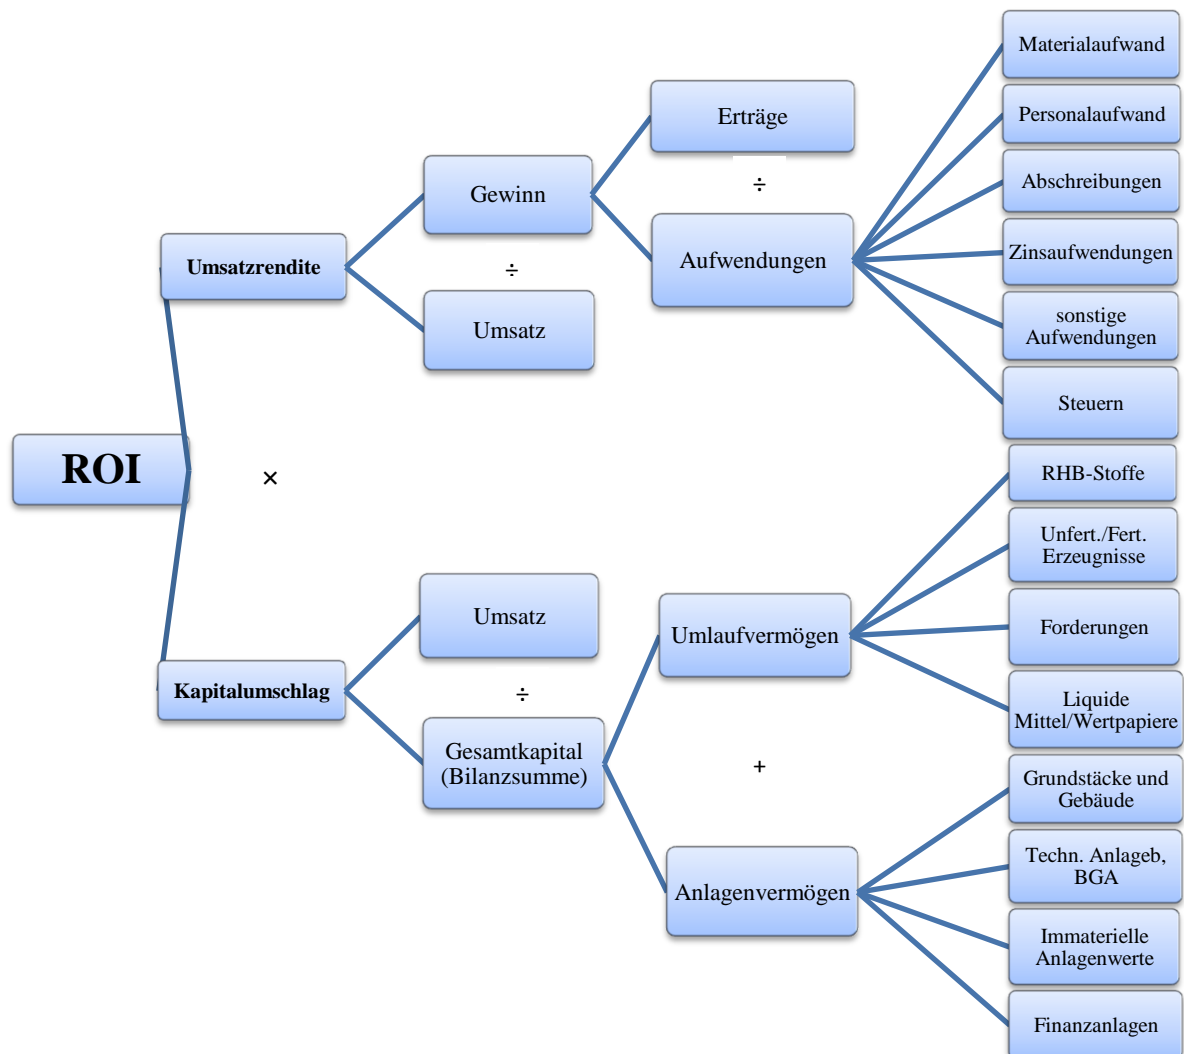 Materialaufwand
Erträge
Personalaufwand
÷
Abschreibungen
Gewinn
Umsatzrendite
÷
Aufwendungen
Zinsaufwendungen
Umsatz
sonstige
Aufwendungen
Steuern
ROI
×
RHB-Stoffe
Unfert./Fert.
Erzeugnisse
Umsatz
Umlaufvermögen
Forderungen
Kapitalumschlag
÷
Liquide
Mittel/Wertpapiere
Gesamtkapital
(Bilanzsumme)
+
Grundstäcke und
Gebäude
Anlagenvermögen
Techn. Anlageb,
BGA
Immaterielle
Anlagenwerte
Finanzanlagen